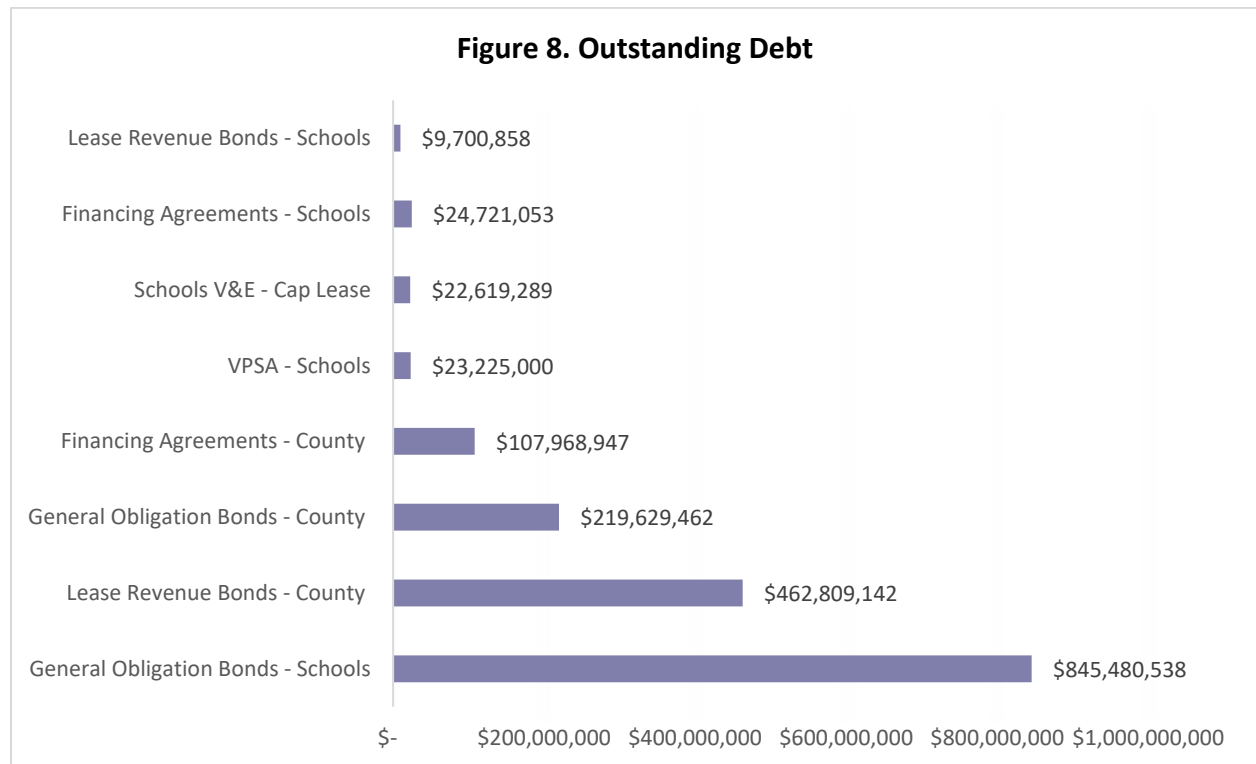 Figure 8. Outstanding Debt
Lease Revenue Bonds - Schools $9,700,858
Financing Agreements - Schools $24,721,053
Schools V&E - Cap Lease $22,619,289
VPSA - Schools $23,225,000
Financing Agreements - County $107,968,947
General Obligation Bonds - County $219,629,462
Lease Revenue Bonds - County $462,809,142
General Obligation Bonds - Schools $845,480,538
$- $200,000,000 $400,000,000 $600,000,000 $800,000,000 $1,000,000,000